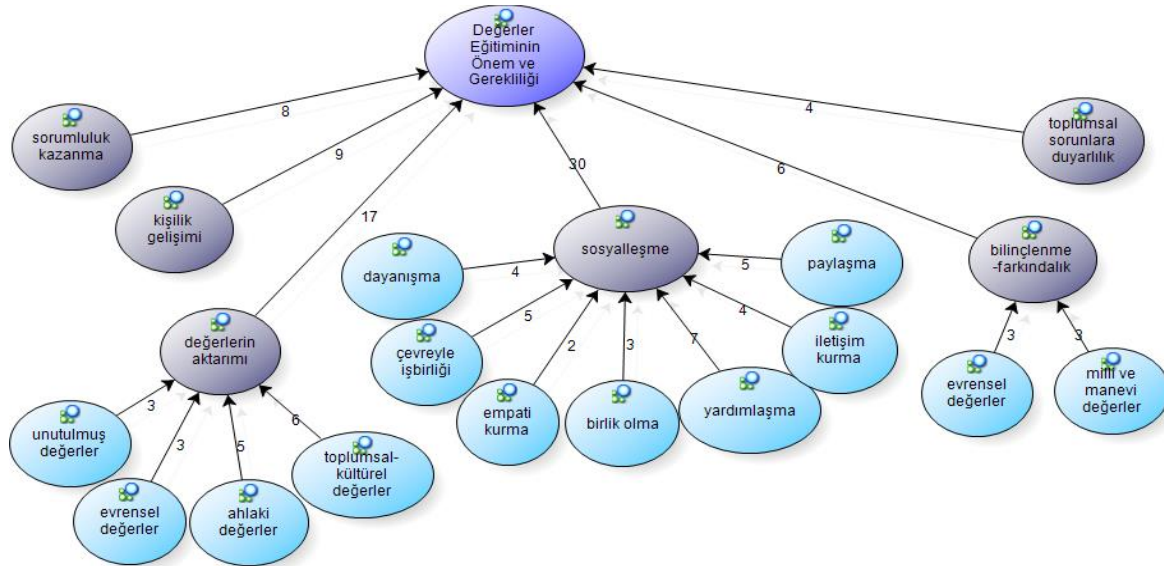 Değerler
Eğitiminin
Önem ve
Gerekliliği
8
4
sorumluluk
kazanma
toplumsal
sorunlara
duyarlılık
9
30
6
17
kişilik
gelişimi
sosyalleşme
bilinçlenme
-farkındalık
dayanışma
4
5
paylaşma
değerlerin
aktarımı
çevreyle
işbirliği
5
2
3
7
4
iletişim
kurma
3
3
evrensel
değerler
milli ve
manevi
değerler
empati
kurma
birlik olma
yardımlaşma
unutulmuş
değerler
3
3
5
6
toplumsal-
kültürel
değerler
evrensel
değerler
ahlaki
değerler